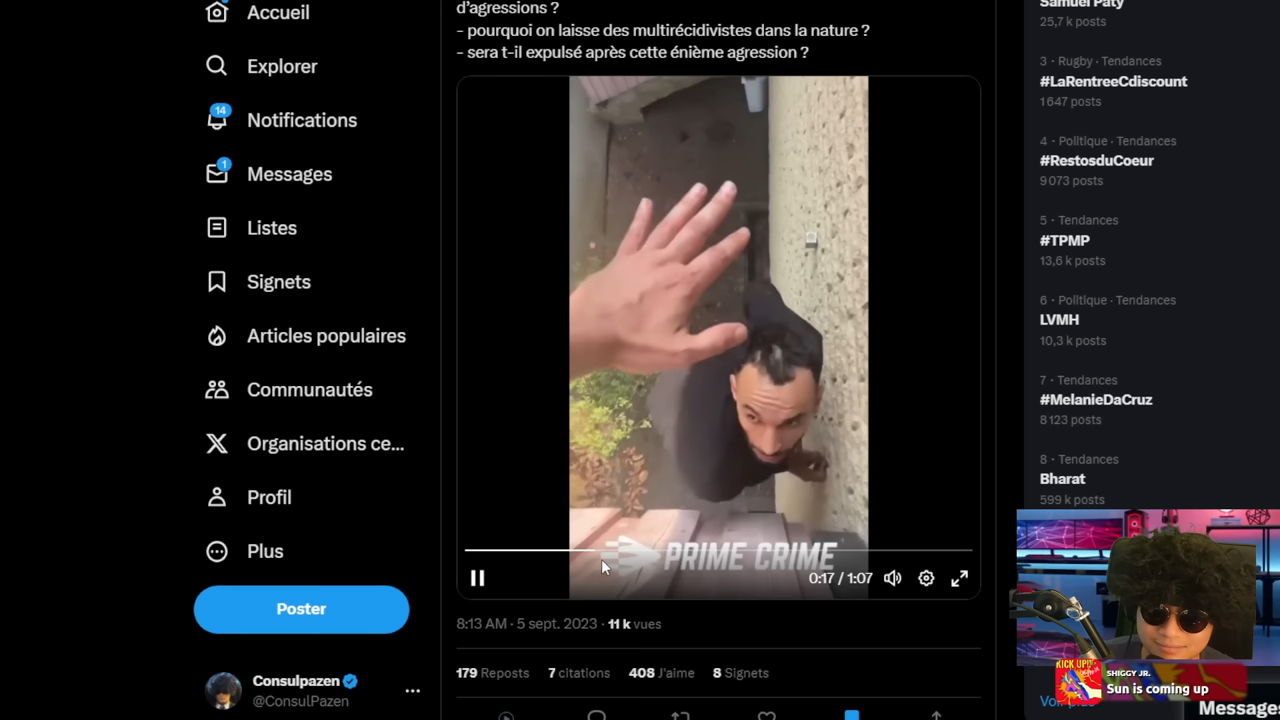 Accueil
Explorer
14
Notifications
1
Messages
Listes
Signets
Articles populaires
Communautés
Organisations ce...
Profil
Plus
Poster
Consulpazen
@ConsulPazen
d'agressions ?
- pourquoi on laisse des multirécidivistes dans la nature ?
- sera t-il expulsé après cette énième agression ?
PRIME CRIME
0:17 / 1:07
8:13 AM · 5 sept. 2023 · 11 k vues
179 Reposts 7 citations 408 J'aime 8 Signets
Samuel Paty
25,7 k posts
3 · Rugby · Tendances
#LaRentreeCdiscount
1 647 posts
4 · Politique · Tendances
#RestosduCoeur
9 073 posts
5 · Tendances
#TPMP
13,6 k posts
6 · Politique · Tendances
LVMH
10,3 k posts
7 · Tendances
#MelanieDaCruz
8 123 posts
8 · Tendances
Bharat
599 k posts
KICK UP!!
SHIGGY JR.
Sun is coming up
Messages